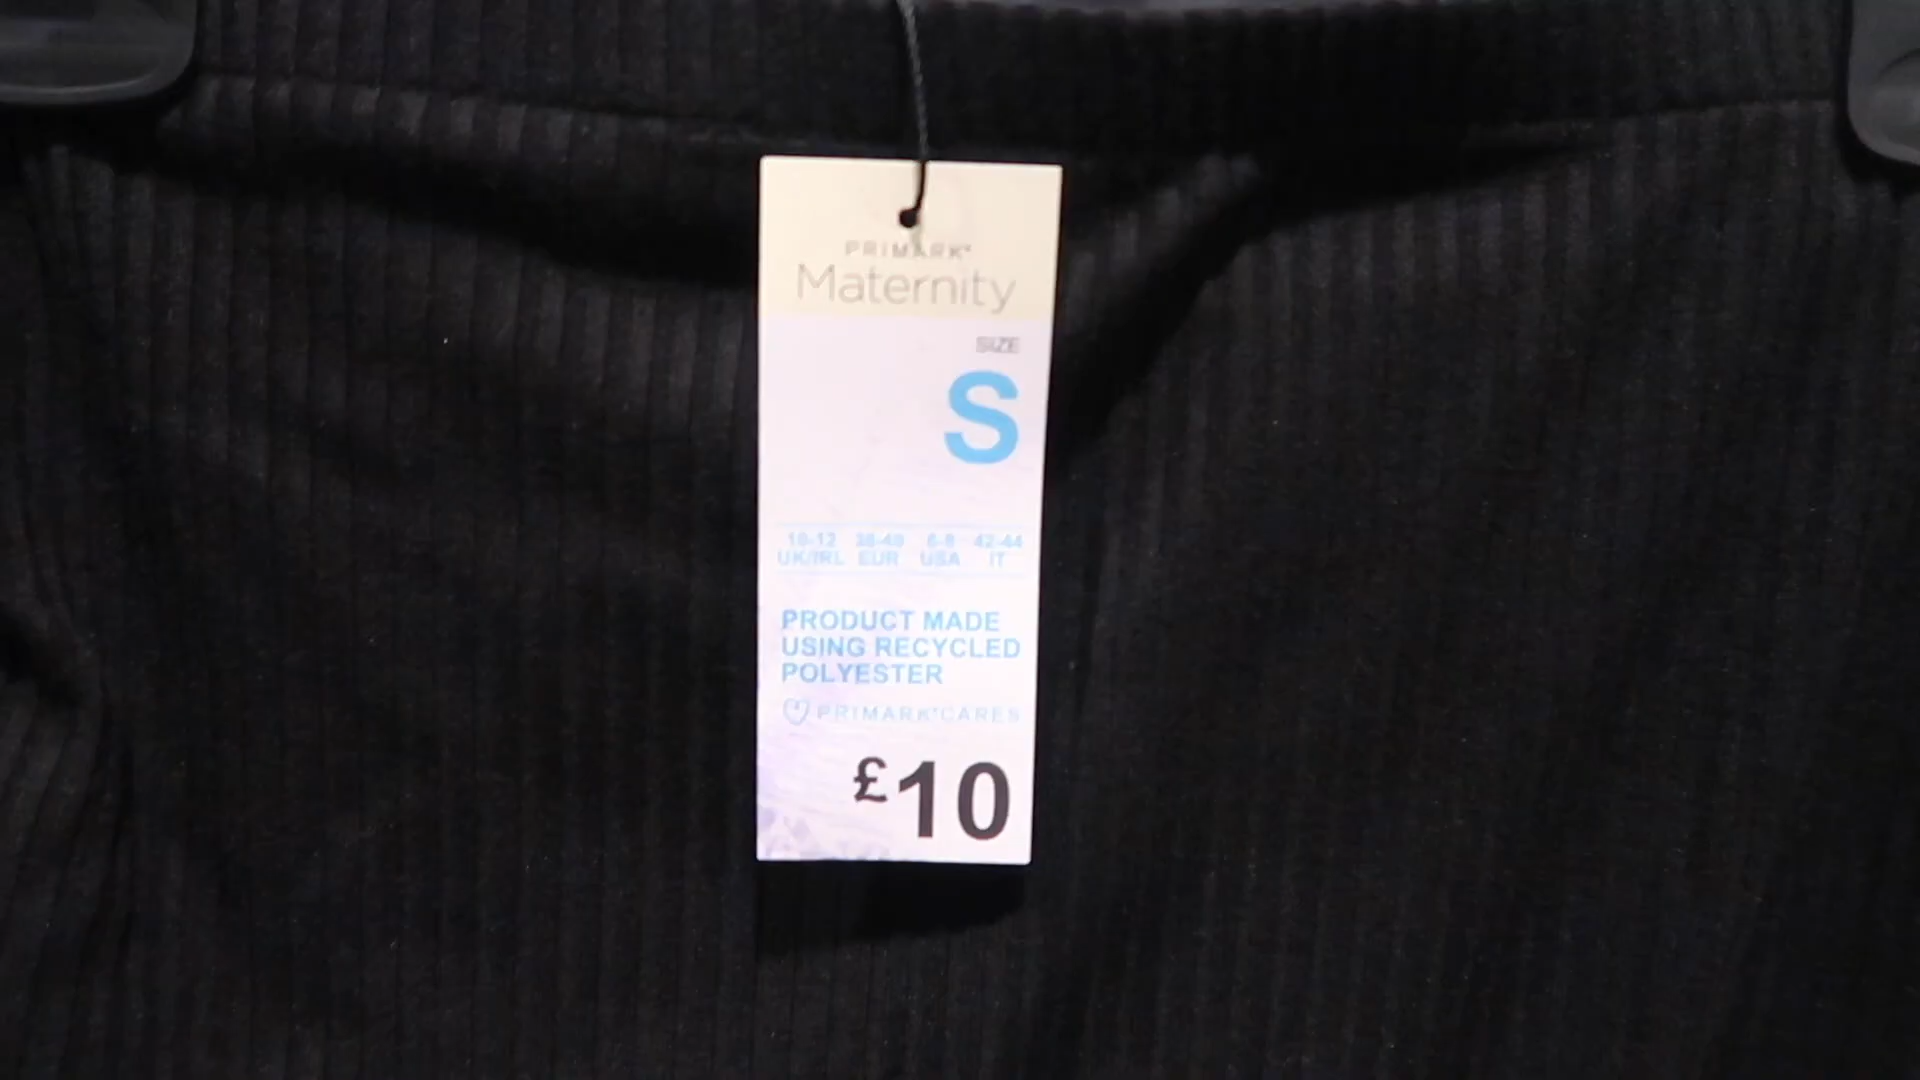 PRIMARK®
Maternity
SIZE
S
10-12 38-40 6-8 42-44
UK/IRL EUR USA IT
PRODUCT MADE
USING RECYCLED
POLYESTER
PRIMARK®CARES
£10